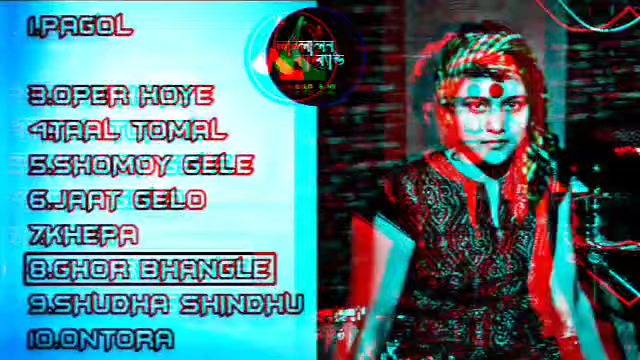 1.PAGOL
3.OPER HOYE
4.TAAL TOMAL
5.SHOMOY GELE
6.JAAT GELO
7.KHEPA
8.GHOR BHANGLE
9.SHUDHA SHINDHU
10.ONTORA